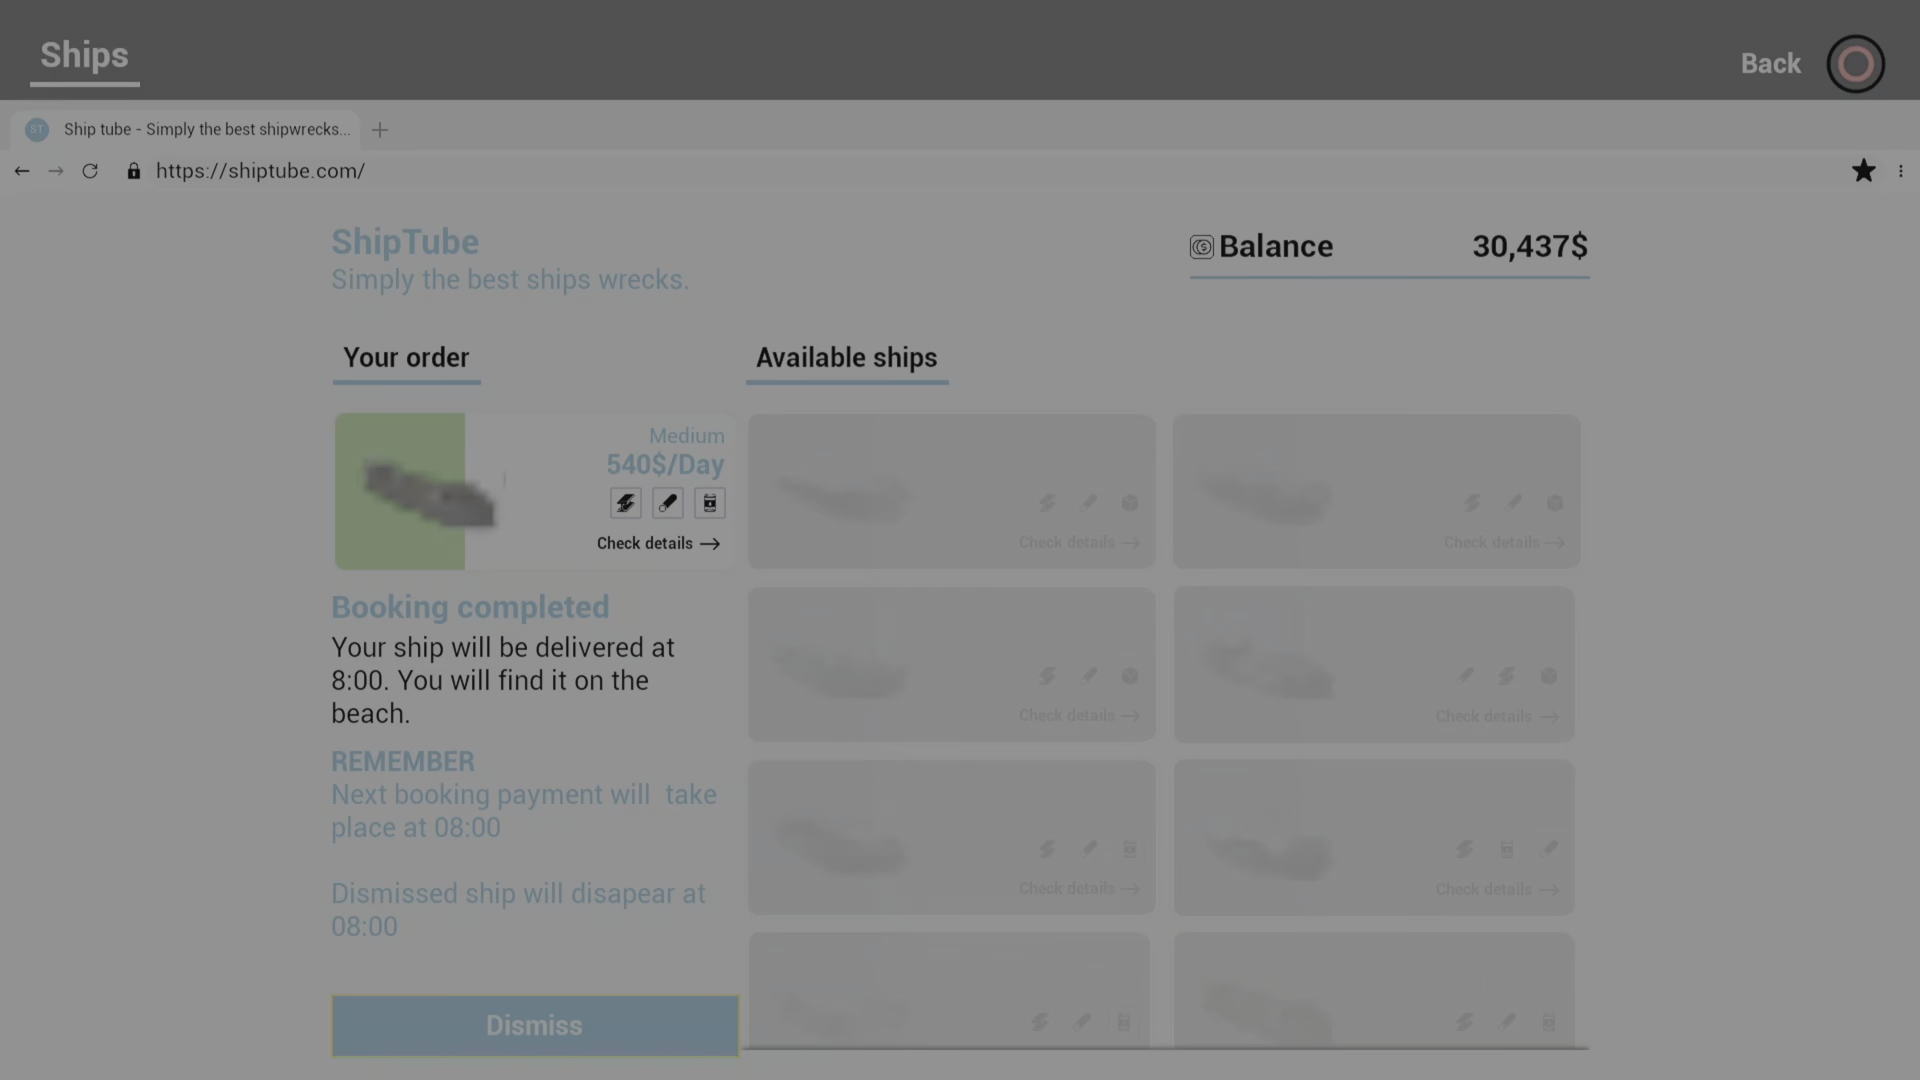 Ships
Back
ST
Ship tube - Simply the best shipwrecks...
https://shiptube.com/
ShipTube
Simply the best ships wrecks.
Balance 30,437$
Your order
Available ships
Medium
540$/Day
Check details
Booking completed
Your ship will be delivered at
8:00. You will find it on the
beach.
REMEMBER
Next booking payment will take
place at 08:00
Dismissed ship will disapear at
08:00
Dismiss
Check details
Check details
Check details
Check details
Check details
Check details